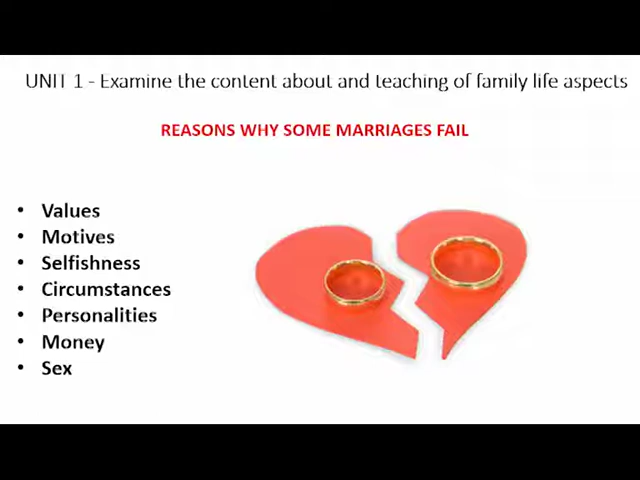 UNIT 1 - Examine the content about and teaching of family life aspects
REASONS WHY SOME MARRIAGES FAIL
• Values
• Motives
• Selfishness
• Circumstances
• Personalities
• Money
• Sex